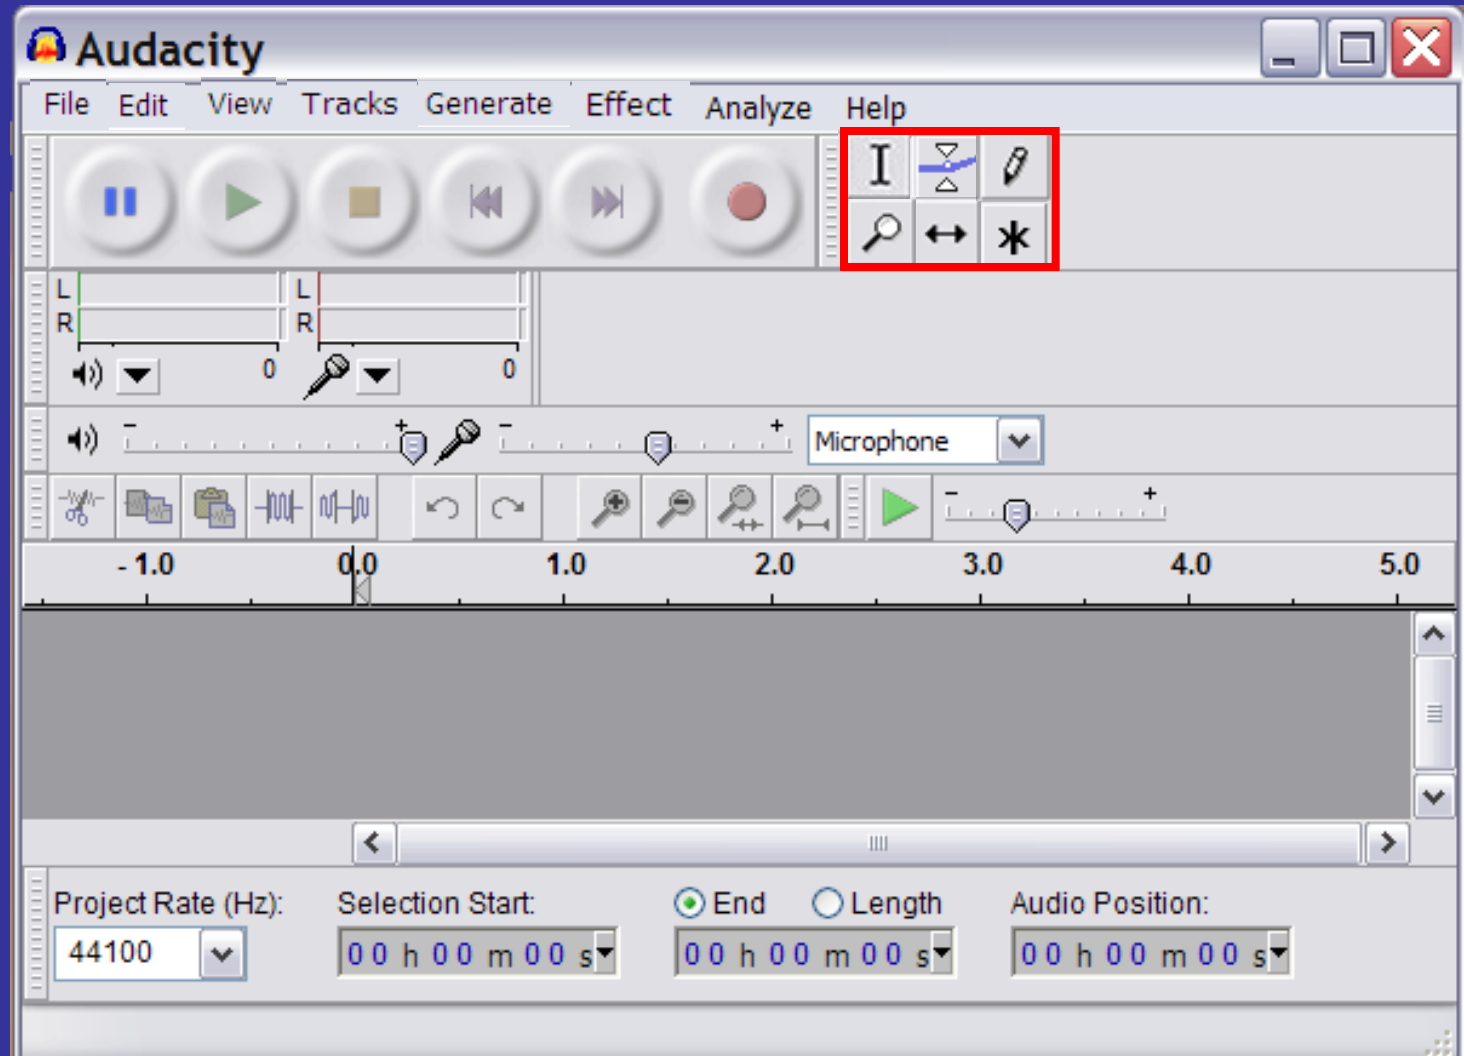 Audacity
File Edit View Tracks Generate Effect Analyze Help
L L
R R
0 0
- + - + Microphone
- +
- 1.0 0.0 1.0 2.0 3.0 4.0 5.0
Project Rate (Hz): Selection Start: End Length Audio Position:
44100 00 h 00 m 00 s 00 h 00 m 00 s 00 h 00 m 00 s